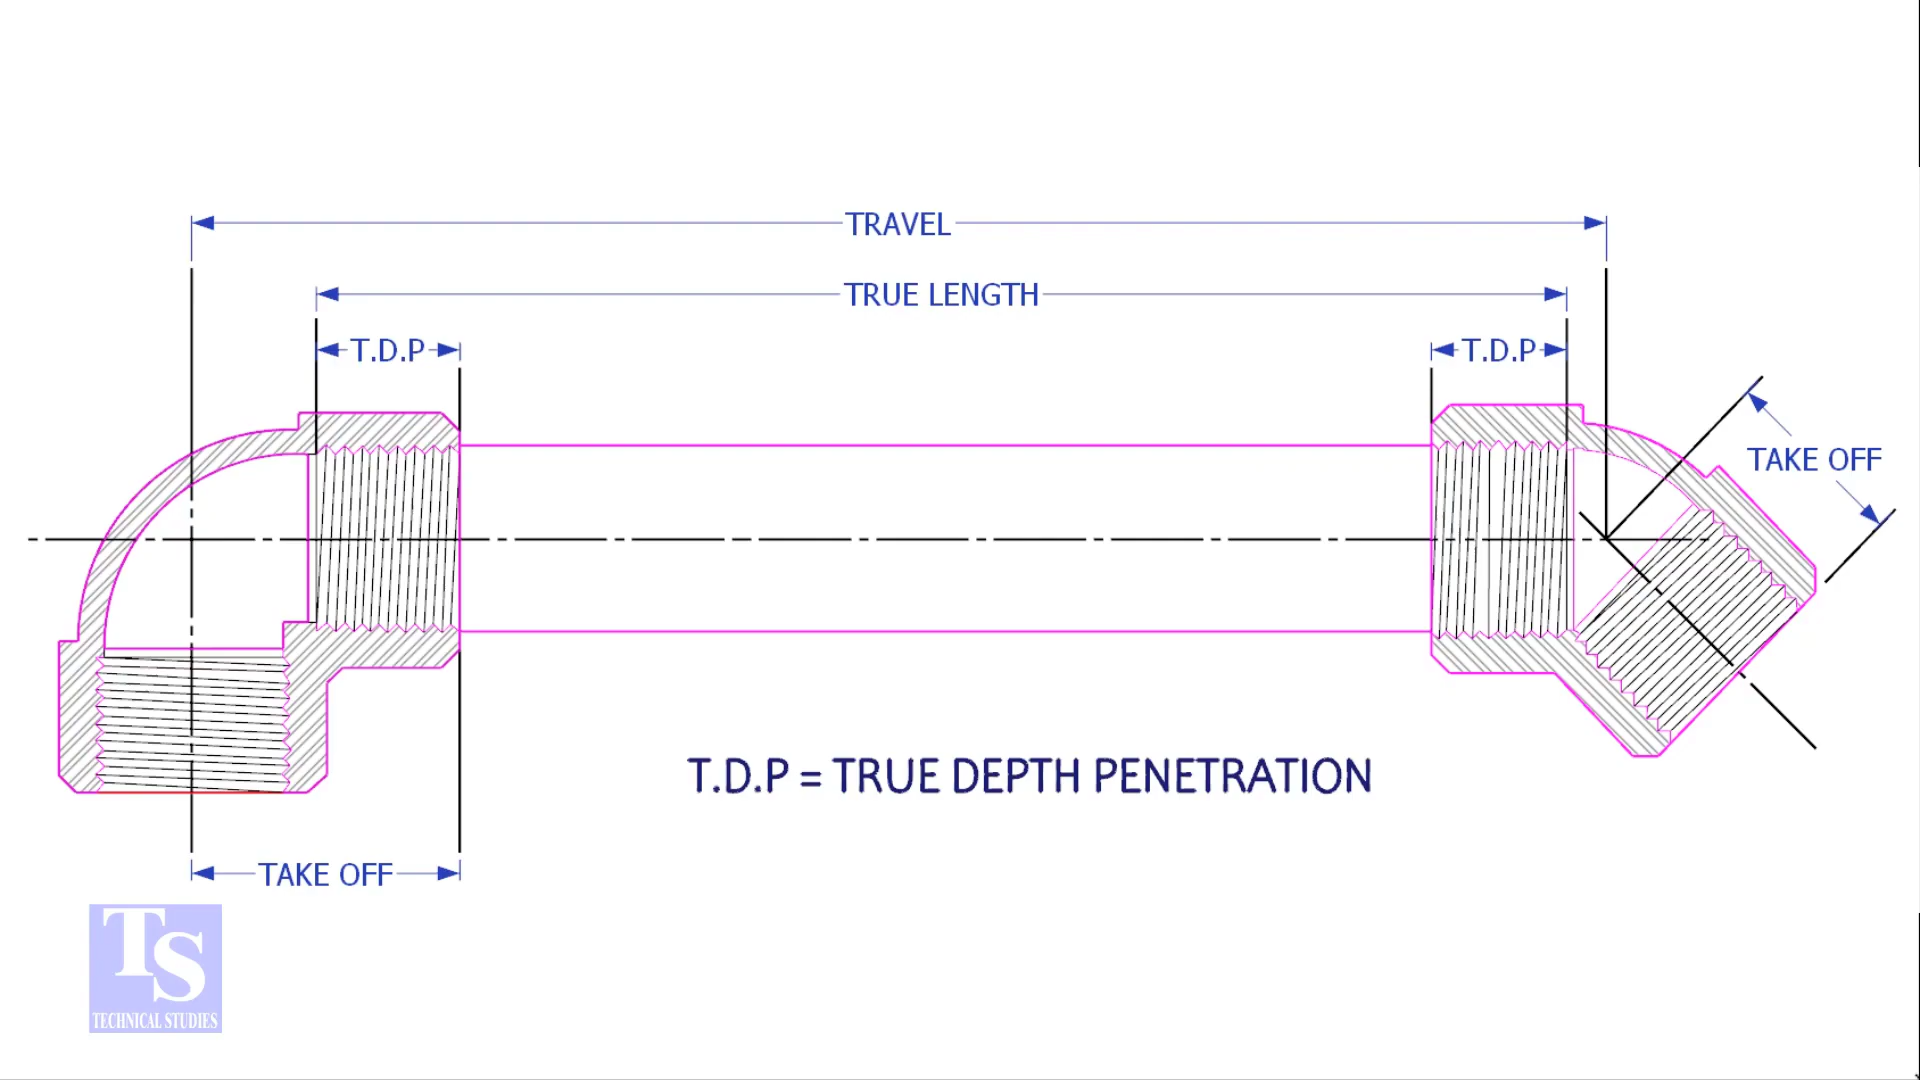 TRAVEL
TRUE LENGTH
T.D.P
T.D.P
TAKE OFF
T.D.P = TRUE DEPTH PENETRATION
TAKE OFF
TS
TECHNICAL STUDIES